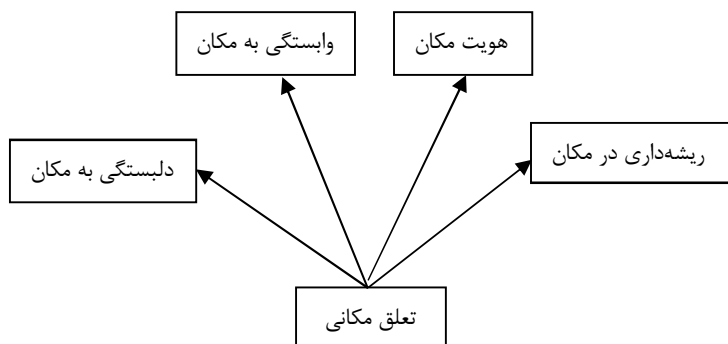 هویت مکان
وابستگی به مکان
ریشه‌داری در مکان
دلبستگی به مکان
تعلق مکانی